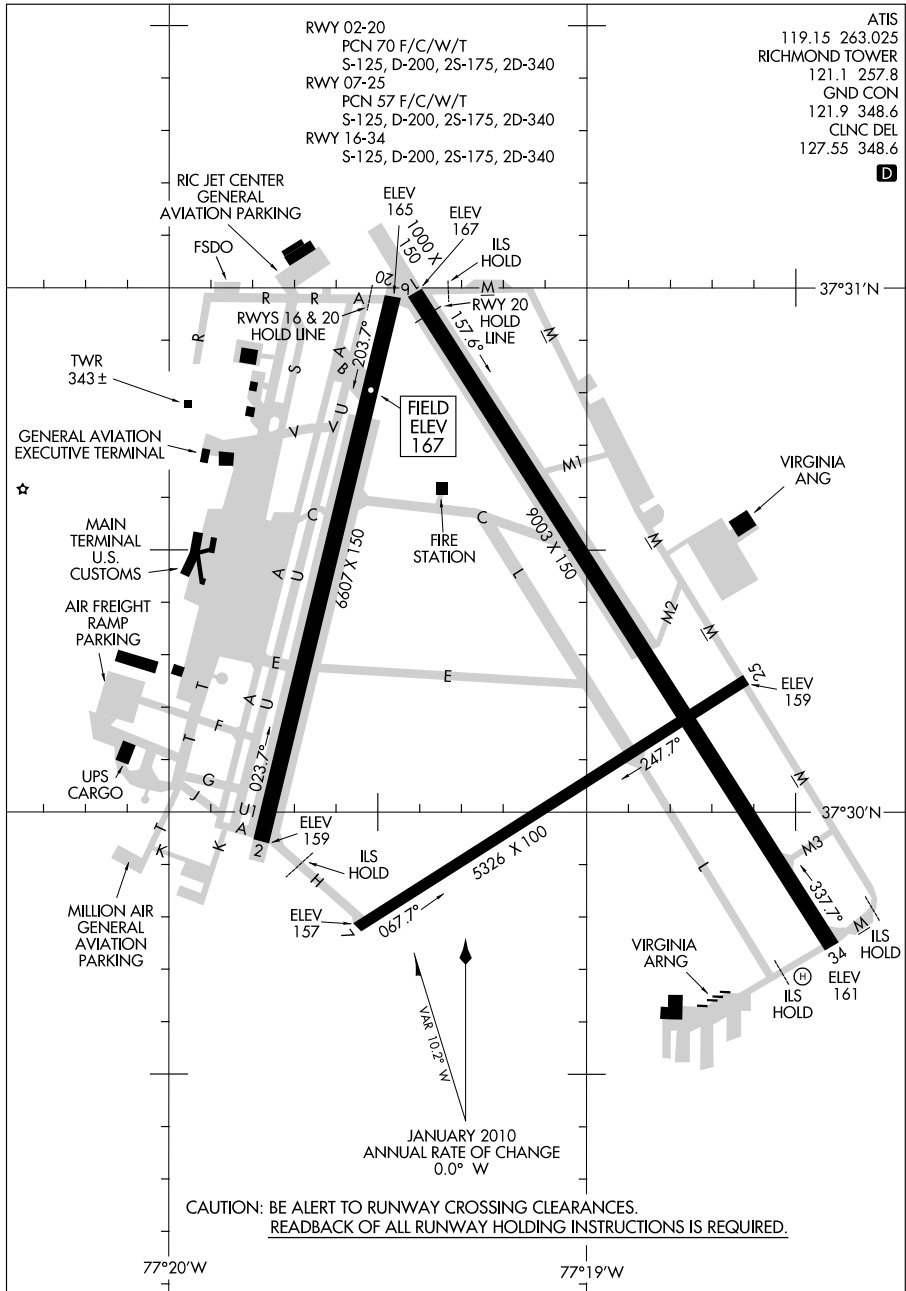 RWY 02-20
PCN 70 F/C/W/T
S-125, D-200, 2S-175, 2D-340
RWY 07-25
PCN 57 F/C/W/T
S-125, D-200, 2S-175, 2D-340
RWY 16-34
S-125, D-200, 2S-175, 2D-340
ATIS
119.15 263.025
RICHMOND TOWER
121.1 257.8
GND CON
121.9 348.6
CLNC DEL
127.55 348.6
D
RIC JET CENTER
GENERAL
AVIATION PARKING
FSDO
ELEV
165
1000 X
150
ELEV
167
ILS
HOLD
20
16
R
R
A
M
37°31'N
RWYS 16 & 20
HOLD LINE
RWY 20
HOLD
LINE
203.7°
157.6°
R
S
A
B
U
V
V
M
TWR
343±
FIELD
ELEV
167
GENERAL AVIATION
EXECUTIVE TERMINAL
M1
VIRGINIA
ANG
C
C
FIRE
STATION
6607 X 150
9003 X 150
MAIN
TERMINAL
U.S.
CUSTOMS
A
U
L
M
M2
M
AIR FREIGHT
RAMP
PARKING
E
E
T
A
U
F
T
25
ELEV
159
023.7°
247.7°
UPS
CARGO
G
J
U1
A
2
M
37°30'N
ELEV
159
T
K
K
ILS
HOLD
H
5326 X 100
L
M3
337.7°
MILLION AIR
GENERAL
AVIATION
PARKING
ELEV
157
7
067.7°
M
ILS
HOLD
34
ELEV
161
H
ILS
HOLD
VIRGINIA
ARNG
VAR 10.2° W
JANUARY 2010
ANNUAL RATE OF CHANGE
0.0° W
CAUTION: BE ALERT TO RUNWAY CROSSING CLEARANCES.
READBACK OF ALL RUNWAY HOLDING INSTRUCTIONS IS REQUIRED.
77°20'W
77°19'W